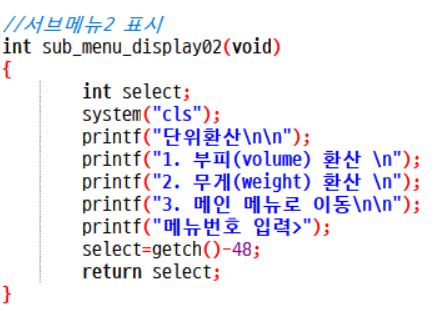 //서브메뉴2 표시
int sub_menu_display02(void)
{
int select;
system("cls");
printf("단위환산\n\n");
printf("1. 부피(volume) 환산 \n");
printf("2. 무게(weight) 환산 \n");
printf("3. 메인 메뉴로 이동\n\n");
printf("메뉴번호 입력>");
select=getch()-48;
return select;
}